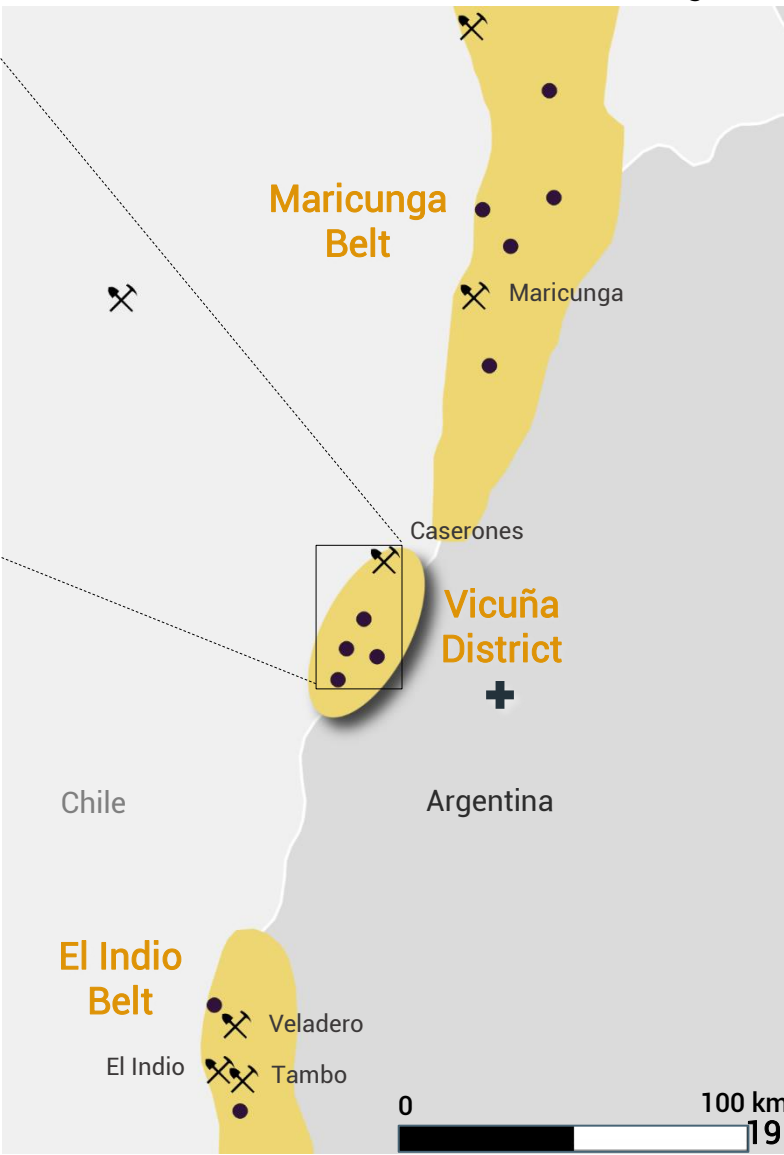 Maricunga
Belt
Maricunga
Caserones
Vicuña
District
Chile
Argentina
El Indio
Belt
Veladero
El Indio
Tambo
0
100 km
19